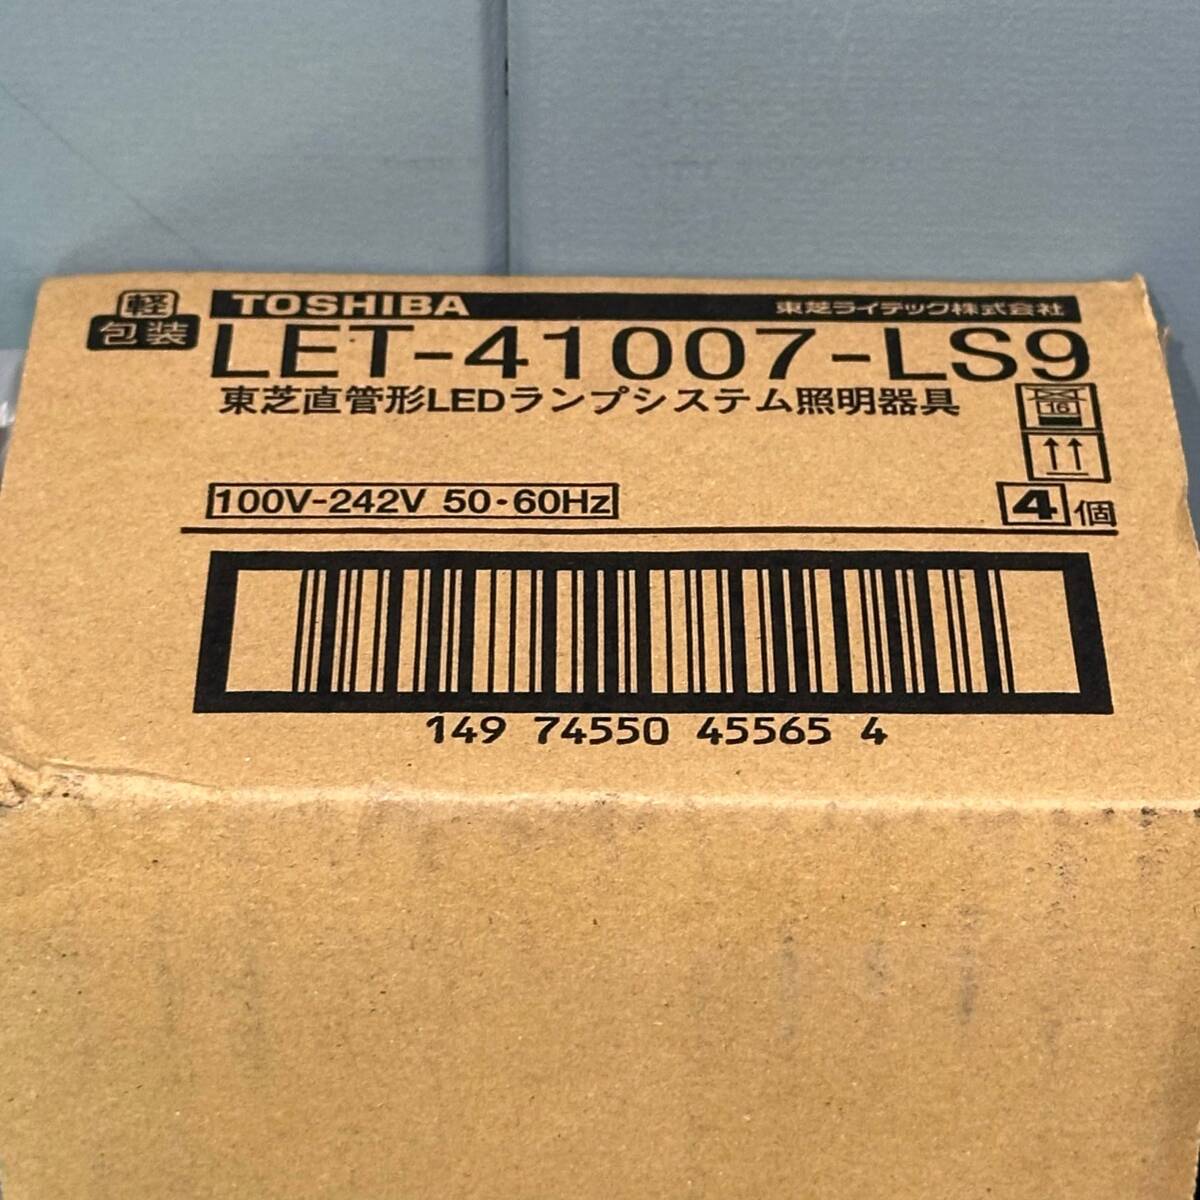 軽
包装
TOSHIBA 東芝ライテック株式会社
LET-41007-LS9
東芝直管形LEDランプシステム照明器具
16
100V-242V 50・60Hz
4個
149 74550 45565 4